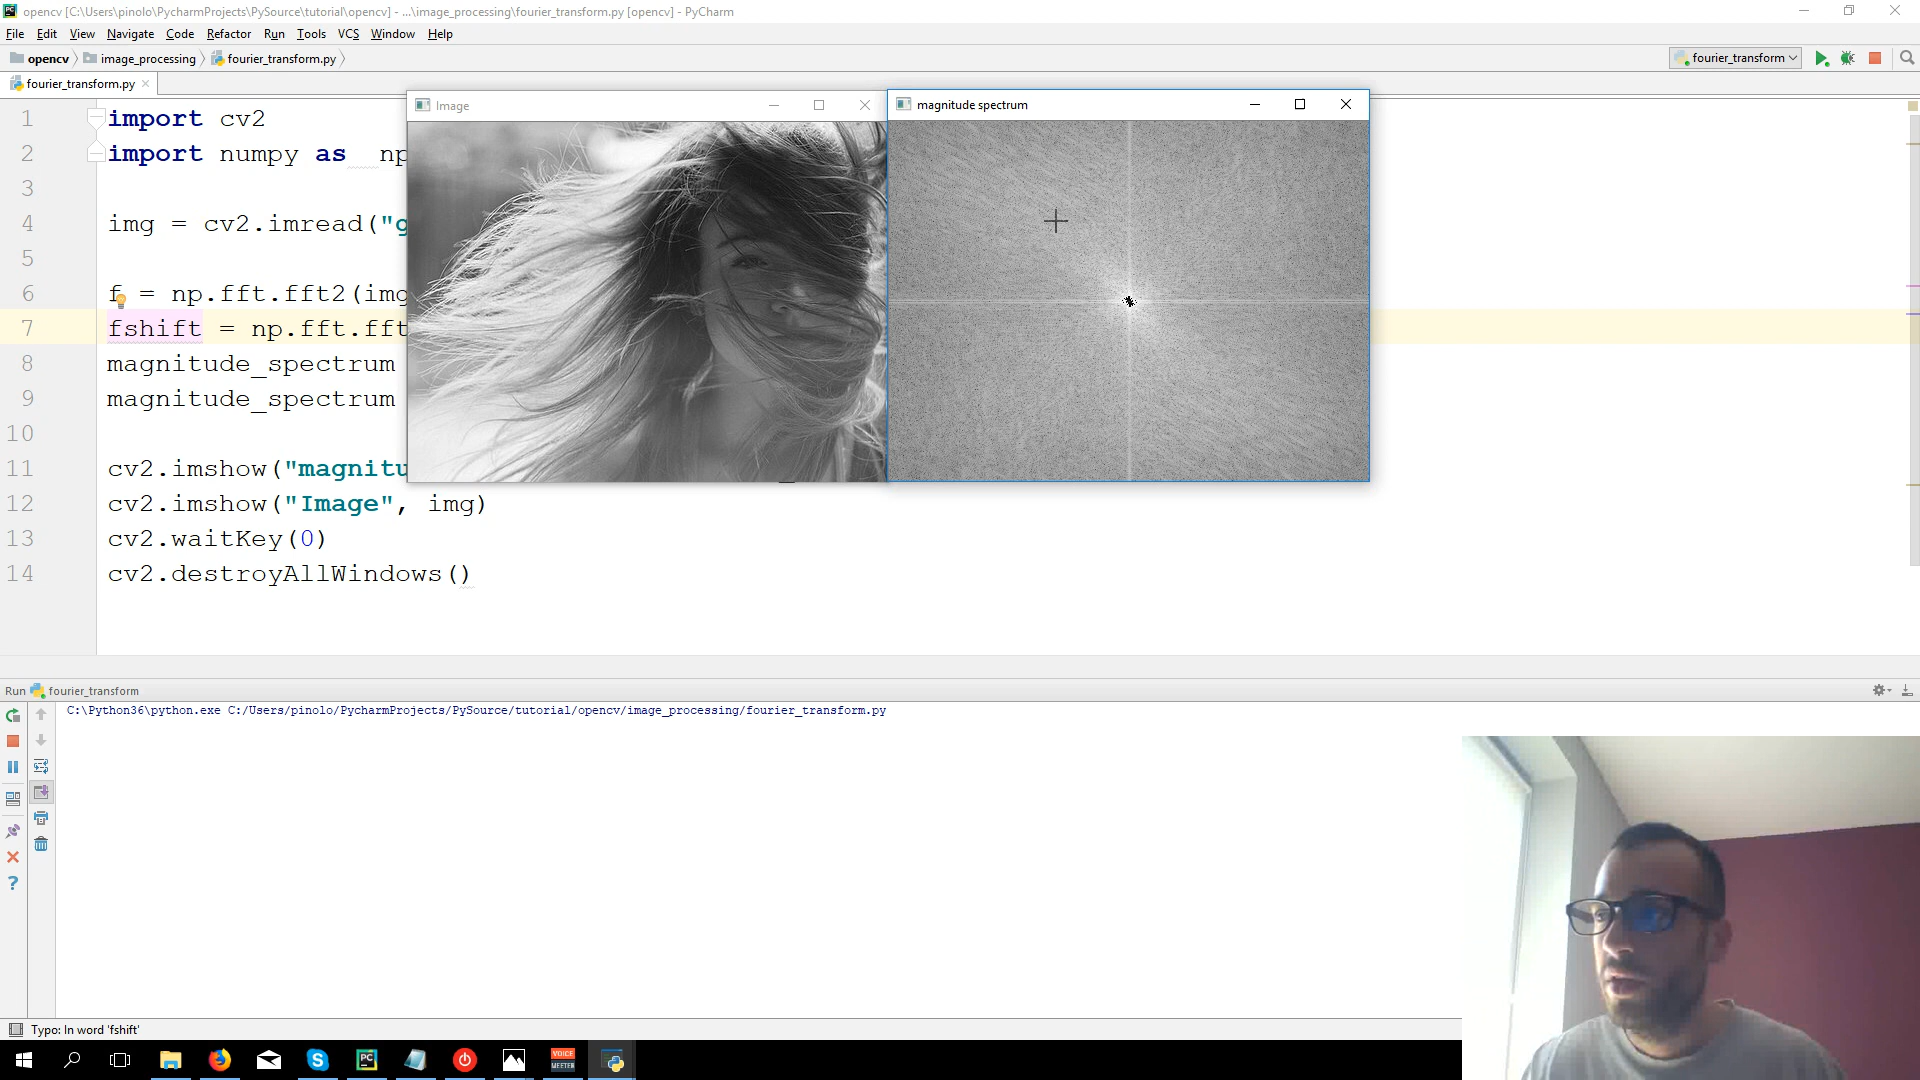 opencv [C:\Users\pinolo\PycharmProjects\PySource\tutorial\opencv] - ...\image_processing\fourier_transform.py [opencv] - PyCharm
File Edit View Navigate Code Refactor Run Tools VCS Window Help
opencv image_processing fourier_transform.py fourier_transform
fourier_transform.py
Image
magnitude spectrum
1 import cv2
2 import numpy as np
3
4 img = cv2.imread("g
5
6 f = np.fft.fft2(img
7 fshift = np.fft.fft
8 magnitude_spectrum
9 magnitude_spectrum
10
11 cv2.imshow("magnitu
12 cv2.imshow("Image", img)
13 cv2.waitKey(0)
14 cv2.destroyAllWindows()
Run fourier_transform
C:\Python36\python.exe C:/Users/pinolo/PycharmProjects/PySource/tutorial/opencv/image_processing/fourier_transform.py
Typo: In word 'fshift'
PC
VOICE
MEETER